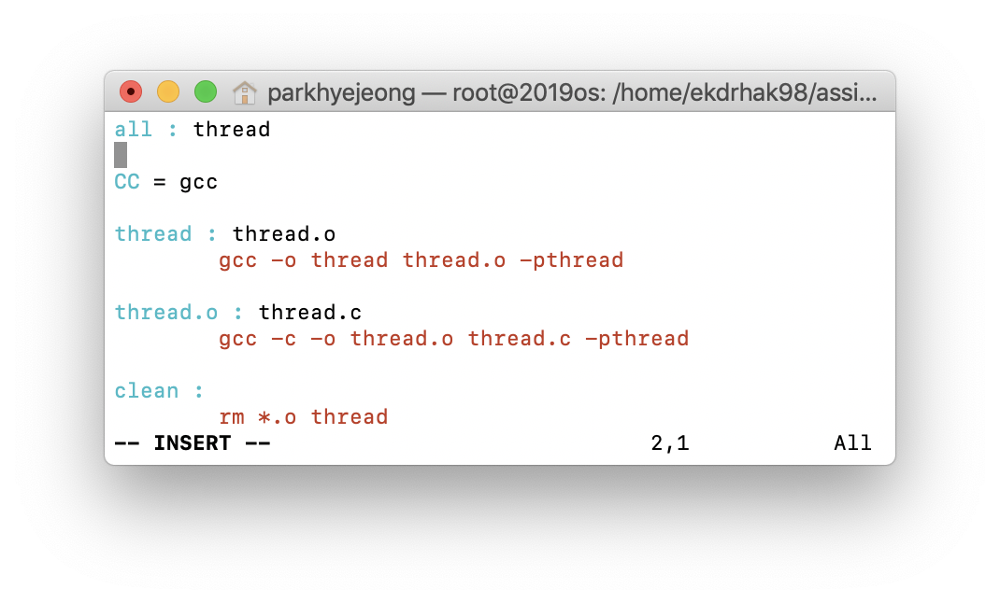 parkhyejeong — root@2019os: /home/ekdrhak98/assi...
all : thread
CC = gcc
thread : thread.o
gcc -o thread thread.o -pthread
thread.o : thread.c
gcc -c -o thread.o thread.c -pthread
clean :
rm *.o thread
-- INSERT -- 2,1 All